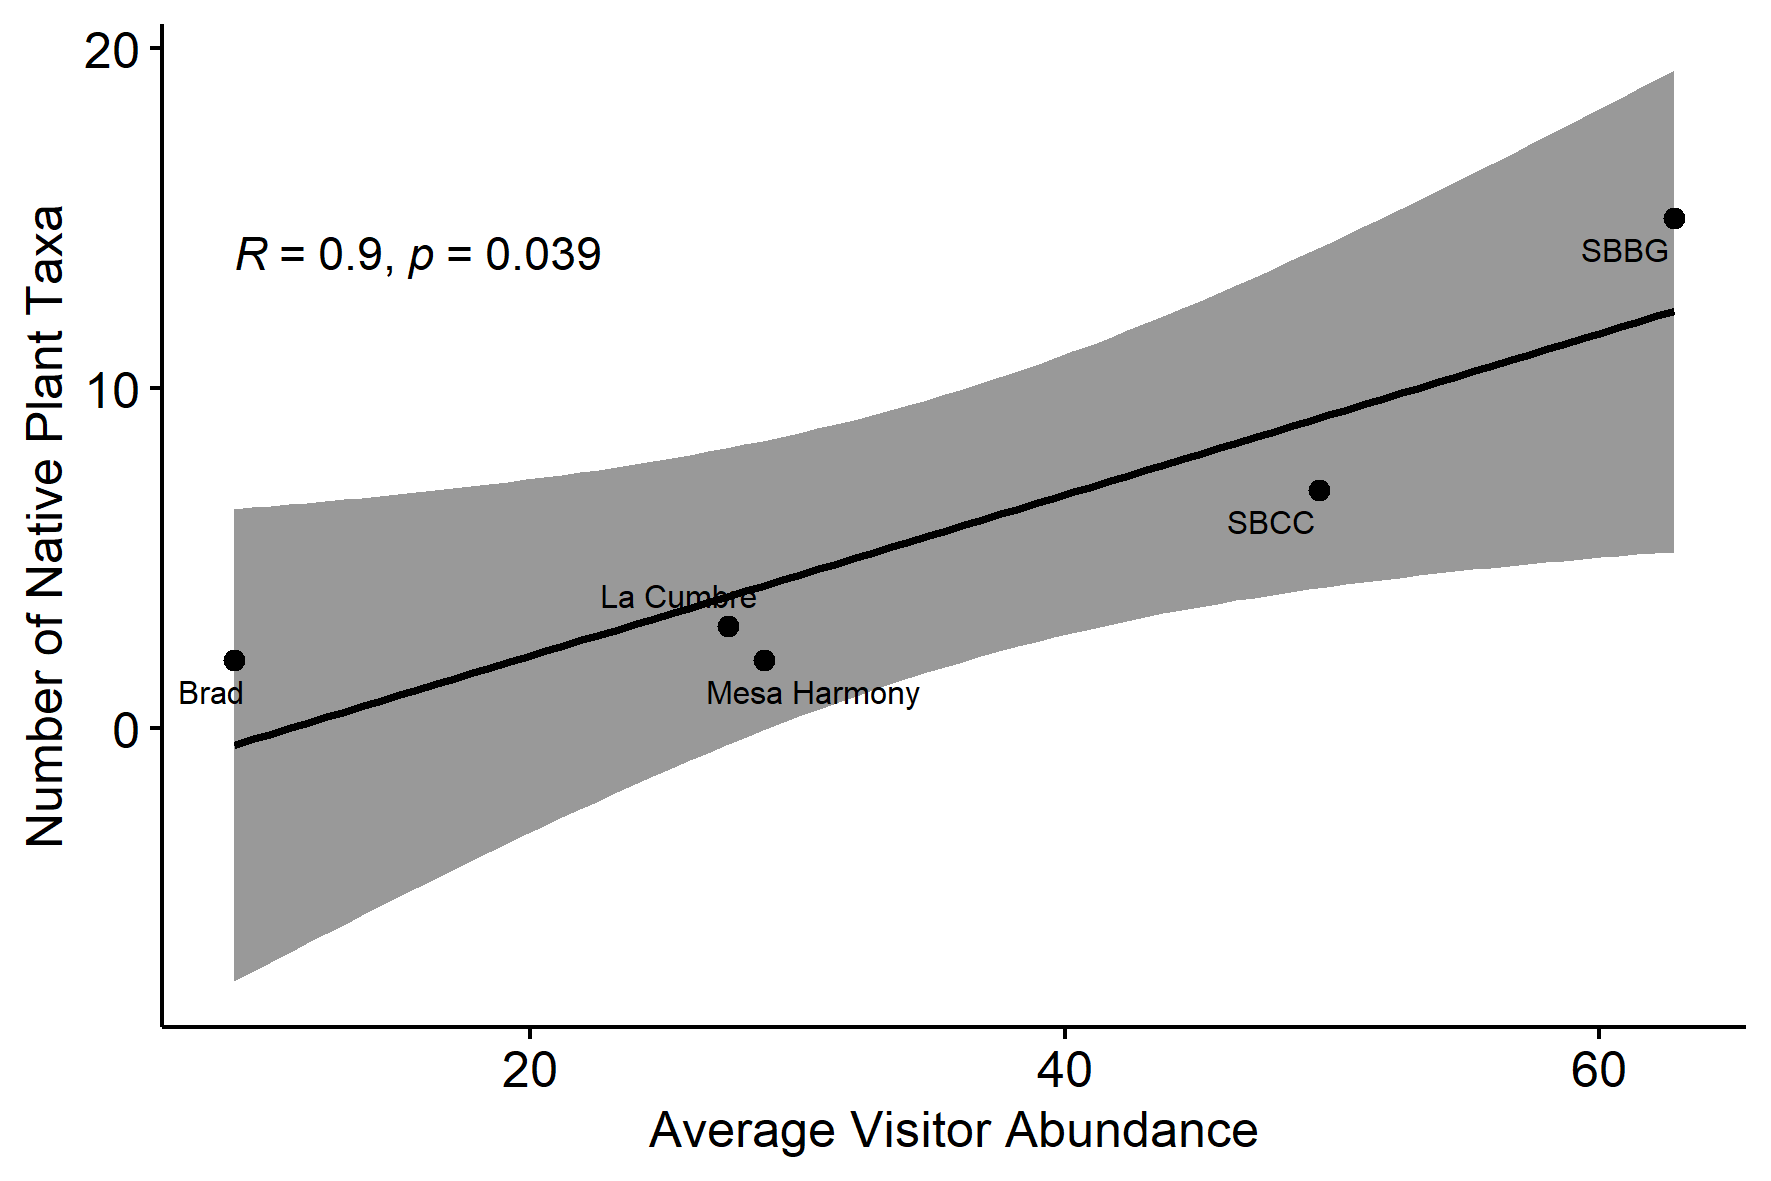 20
R = 0.9, p = 0.039
SBBG
10
SBCC
La Cumbre
Brad
Mesa Harmony
0
Number of Native Plant Taxa
20 40 60
Average Visitor Abundance